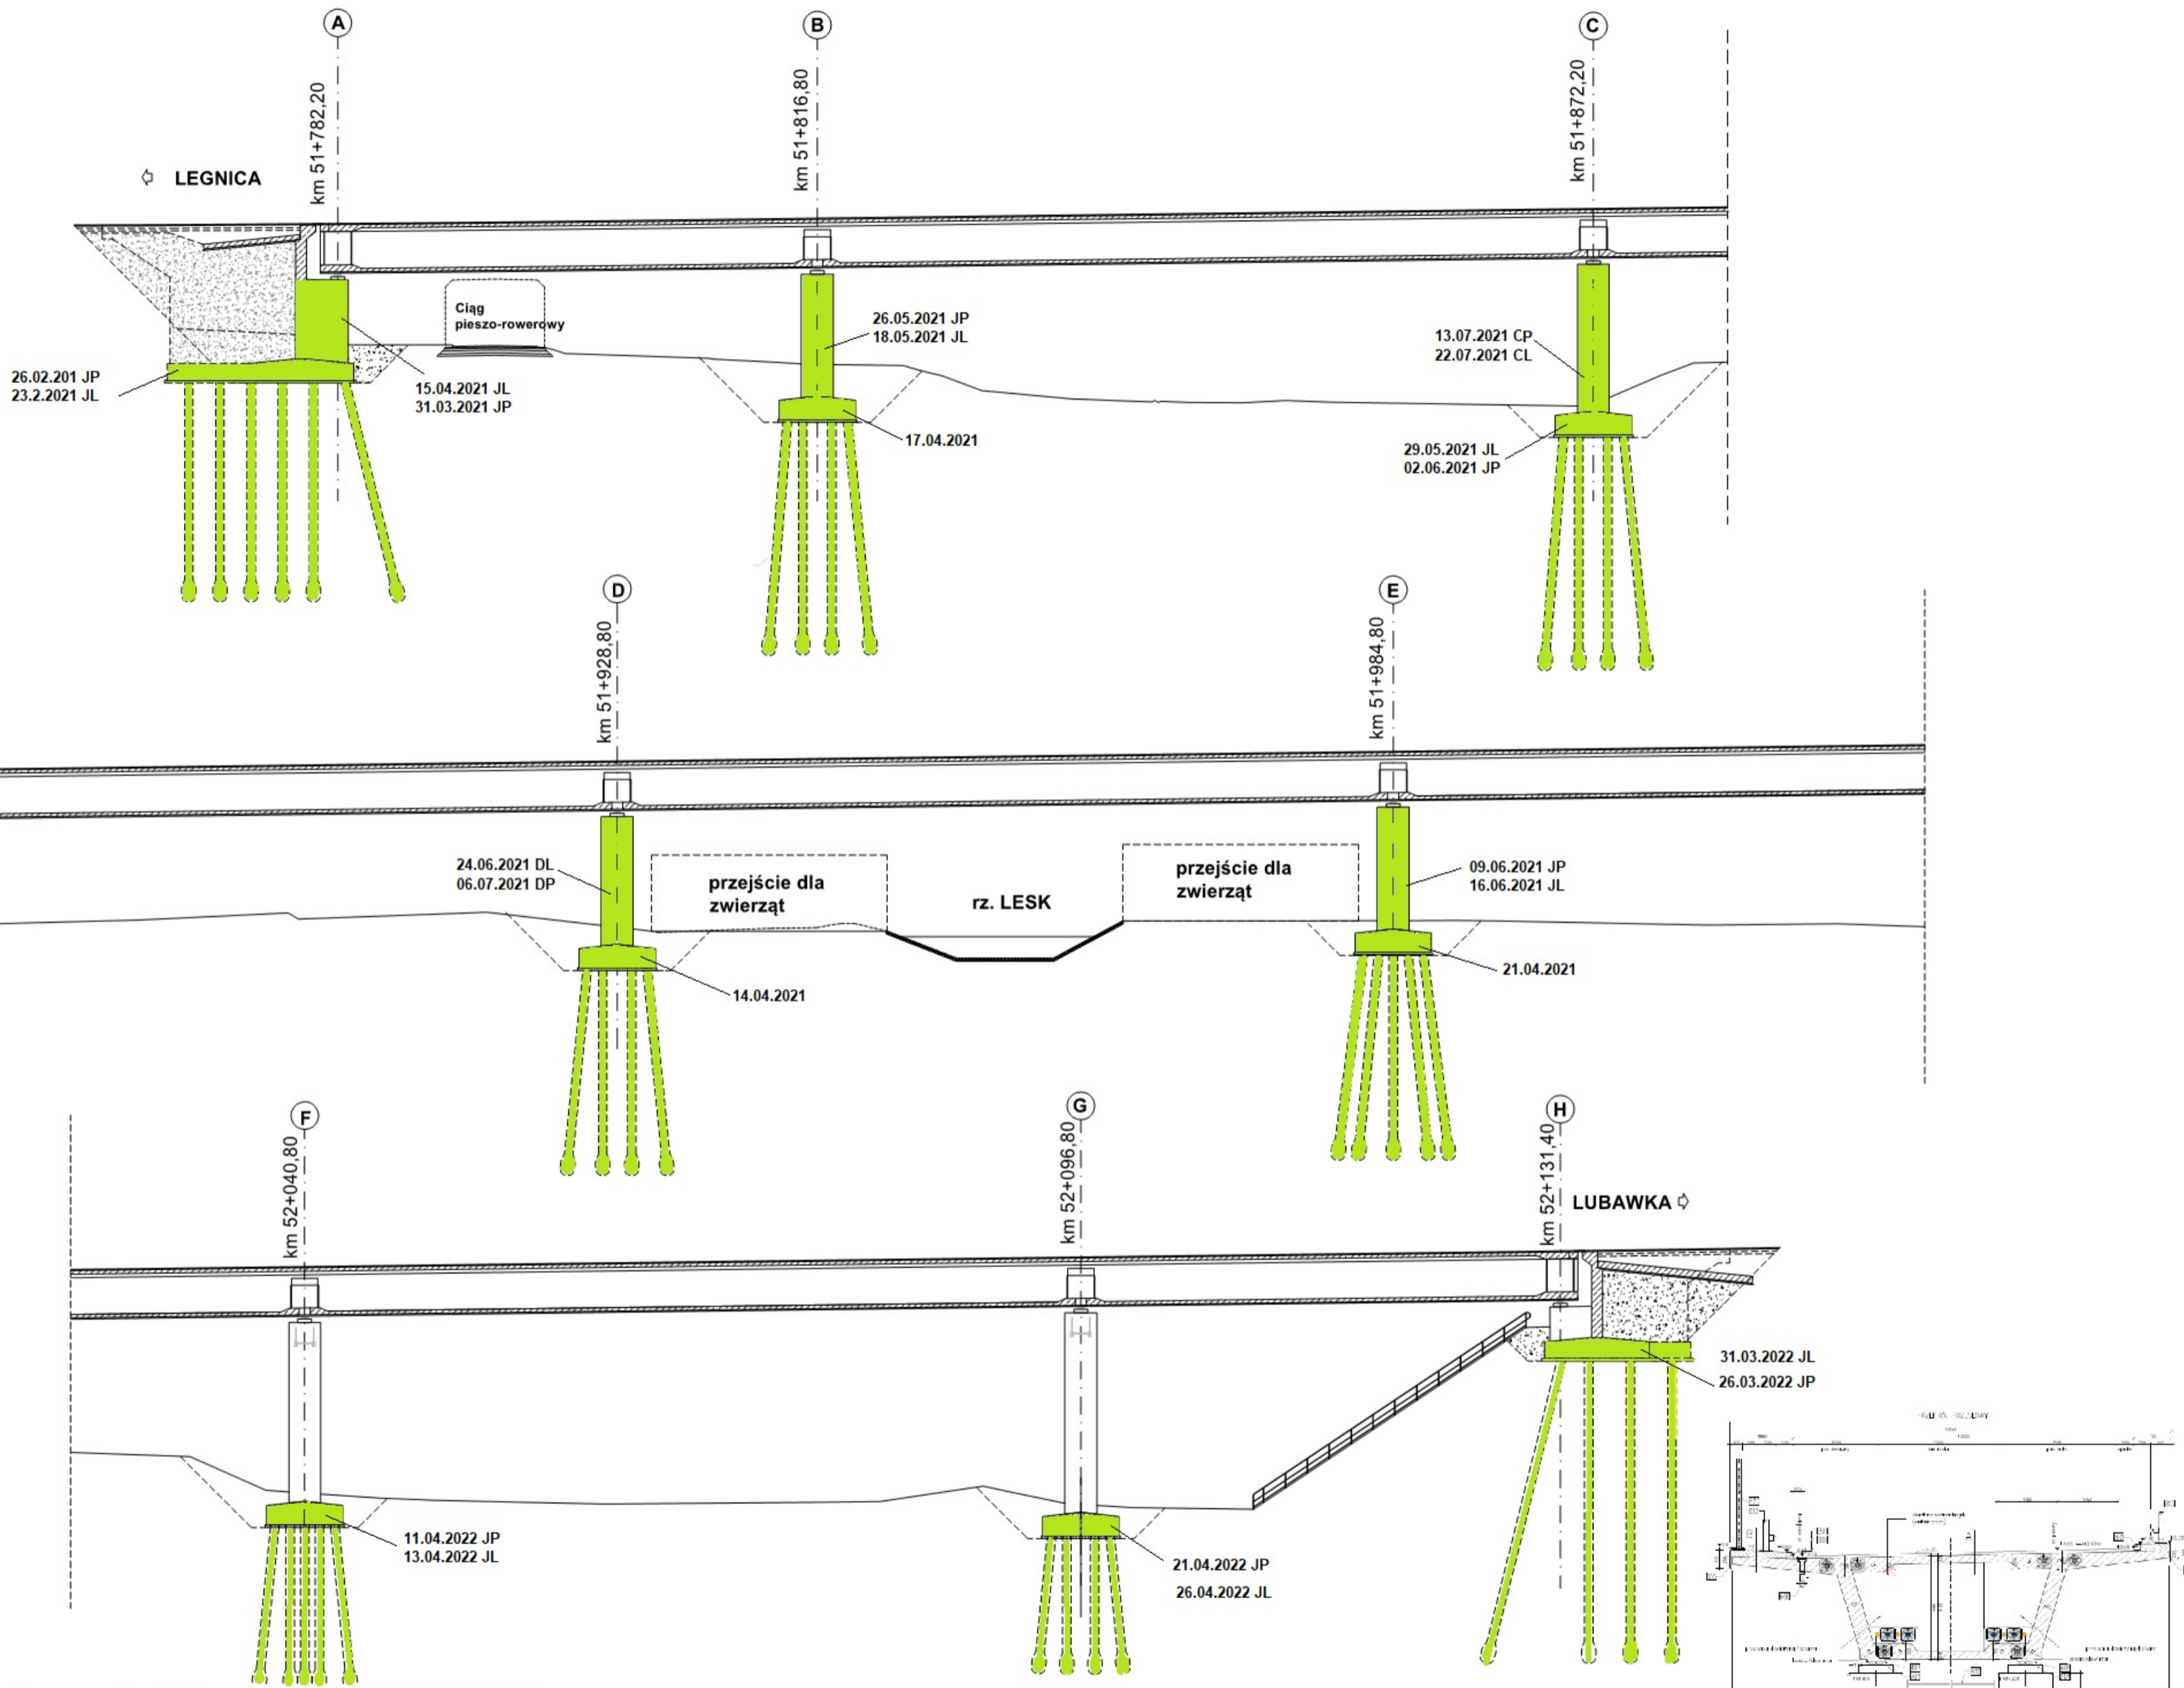 A
B
C
km 51+782,20
km 51+816,80
km 51+872,20
LEGNICA
Ciąg
pieszo-rowerowy
26.05.2021 JP
18.05.2021 JL
13.07.2021 CP
22.07.2021 CL
26.02.201 JP
23.2.2021 JL
15.04.2021 JL
31.03.2021 JP
17.04.2021
29.05.2021 JL
02.06.2021 JP
D
E
km 51+928,80
km 51+984,80
24.06.2021 DL
06.07.2021 DP
przejście dla
zwierząt
rz. LESK
przejście dla
zwierząt
09.06.2021 JP
16.06.2021 JL
14.04.2021
21.04.2021
F
G
H
km 52+040,80
km 52+096,80
km 52+131,40
LUBAWKA
31.03.2022 JL
26.03.2022 JP
11.04.2022 JP
13.04.2022 JL
21.04.2022 JP
26.04.2022 JL